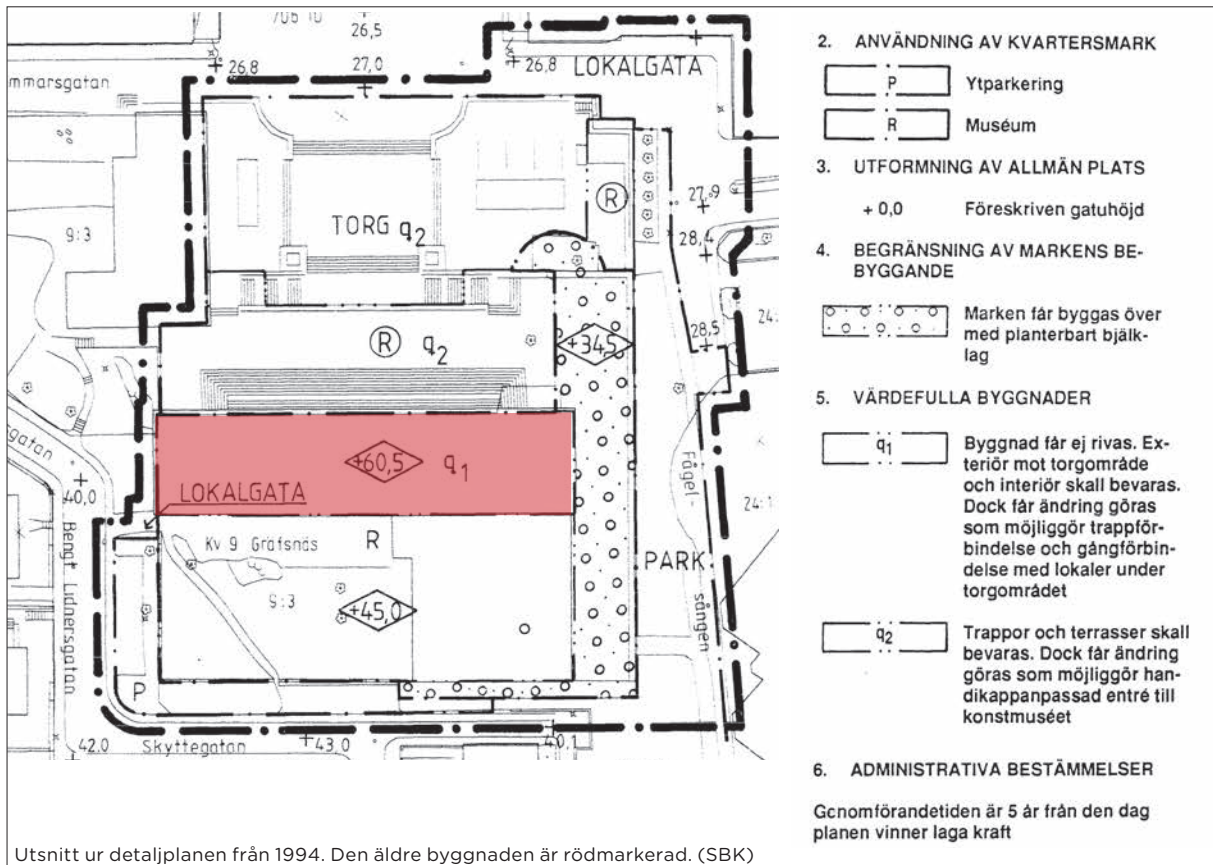 26,5
26,8
27,0
26,8
LOKALGATA
TORG q2
R
9:3
27,9
28,4
28,5
24:
R q2
+34,5
+60,5 q1
40,0
LOKALGATA
Kv 9 Gräfsnäs
R
9:3
+45,0
PARK
Fågel-
sången
Bengt Lidnersgatan
P
42.0
Skyttegatan
43,0
2. ANVÄNDNING AV KVARTERSMARK
P Ytparkering
R Muséum
3. UTFORMNING AV ALLMÄN PLATS
+ 0,0 Föreskriven gatuhöjd
4. BEGRÄNSNING AV MARKENS BE-
BYGGANDE
Marken får byggas över
med planterbart bjälk-
lag
5. VÄRDEFULLA BYGGNADER
q1 Byggnad får ej rivas. Ex-
teriör mot torgområde
och interiör skall bevaras.
Dock får ändring göras
som möjliggör trappför-
bindelse och gångförbin-
delse med lokaler under
torgområdet
q2 Trappor och terrasser skall
bevaras. Dock får ändring
göras som möjliggör han-
dikappanpassad entré till
konstmuséet
6. ADMINISTRATIVA BESTÄMMELSER
Genomförandetiden är 5 år från den dag
planen vinner laga kraft
Utsnitt ur detaljplanen från 1994. Den äldre byggnaden är rödmarkerad. (SBK)